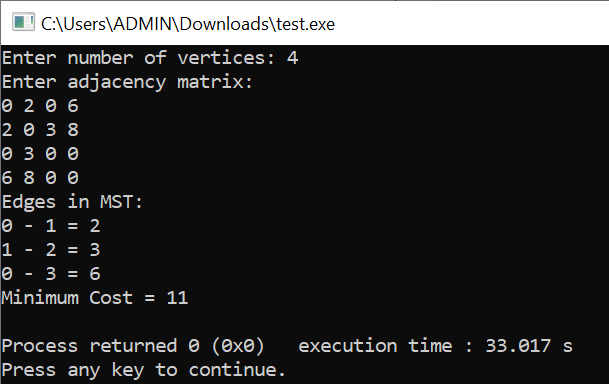 C:\Users\ADMIN\Downloads\test.exe
Enter number of vertices: 4
Enter adjacency matrix:
0 2 0 6
2 0 3 8
0 3 0 0
6 8 0 0
Edges in MST:
0 - 1 = 2
1 - 2 = 3
0 - 3 = 6
Minimum Cost = 11

Process returned 0 (0x0)   execution time : 33.017 s
Press any key to continue.